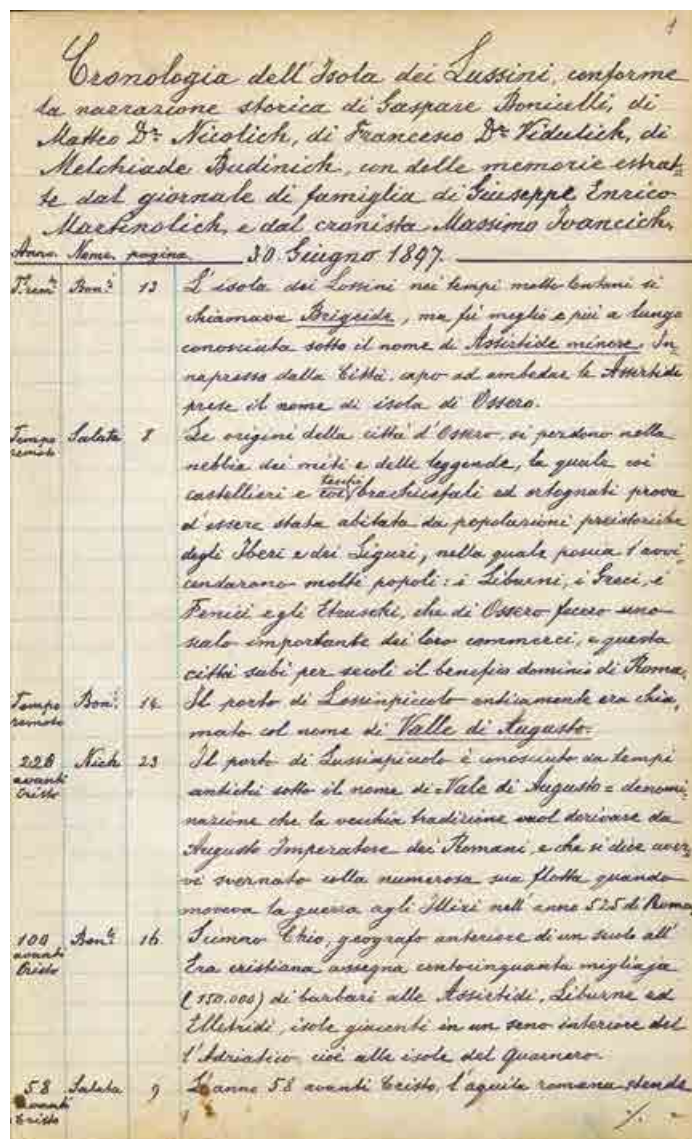 1
Cronologia dell'Isola dei Lussini, conforme
la narrazione storica di Gaspare Bonicelli, di
Matteo Dr. Nicolich, di Francesco Dr. Vidulich, di
Melchiade Budinich, con delle memorie estrat-
te dal giornale di famiglia di Giuseppe Enrico
Martinolich, e dal cronista Massimo Ivancich.
Anno. Nome. pagina 30 Giugno 1897.
Bon.i 13 L'isola dei Lossini nei tempi molto lontani si
chiamava Brigeide, ma fù meglio e più a lungo
conosciuta sotto il nome di Assirtide minore. In
napresso dalla Città, capo ad ambedue le Assirtidi
prese il nome di isola di Ossero.
Tempo remoto Salata 8 Le origini della città d'Ossero, si perdono nella
nebbia dei miti e delle leggende, la quale coi
castellieri e coi tempi brachicefali ed ortognati prova
d'essere stata abitata da popolazioni preistoriche
degli Iberi e dei Liguri, nella quale poscia s'avvi-
cendarono molti popoli: i Liburni, i Greci, i
Fenici e gli Etruschi, che di Ossero fecero uno
scalo importante dei loro commerci, e questa
città subì per secoli il benefico dominio di Roma.
Tempo remoto Bon.i 14 Il porto di Lossinpiccolo anticamente era chia-
mato col nome di Valle di Augusto.
228 avanti Cristo Nich 23 Il porto di Lussinpiccolo è conosciuto da tempi
antichi sotto il nome di = Vale di Augusto = denomi-
nazione che la vecchia tradizione vuol derivare da
Augusto Imperatore dei Romani, e che si dice aver-
vi svernato colla numerosa sua flotta quando
moveva la guerra agli Illiri nell'anno 525 di Roma
100 avanti Cristo Bon.i 16 Summo Chio, geografo anteriore di un secolo all'
Era cristiana assegna centocinquanta migliaja
(150.000) di barbari alle Assirtidi, Liburne ed
Elletridi, isole giacenti in un seno interiore del
l'Adriatico cioè alle isole del Quarnero.
58 avanti Cristo Salata 9 L'anno 58 avanti Cristo, l'aquila romana stende
./.